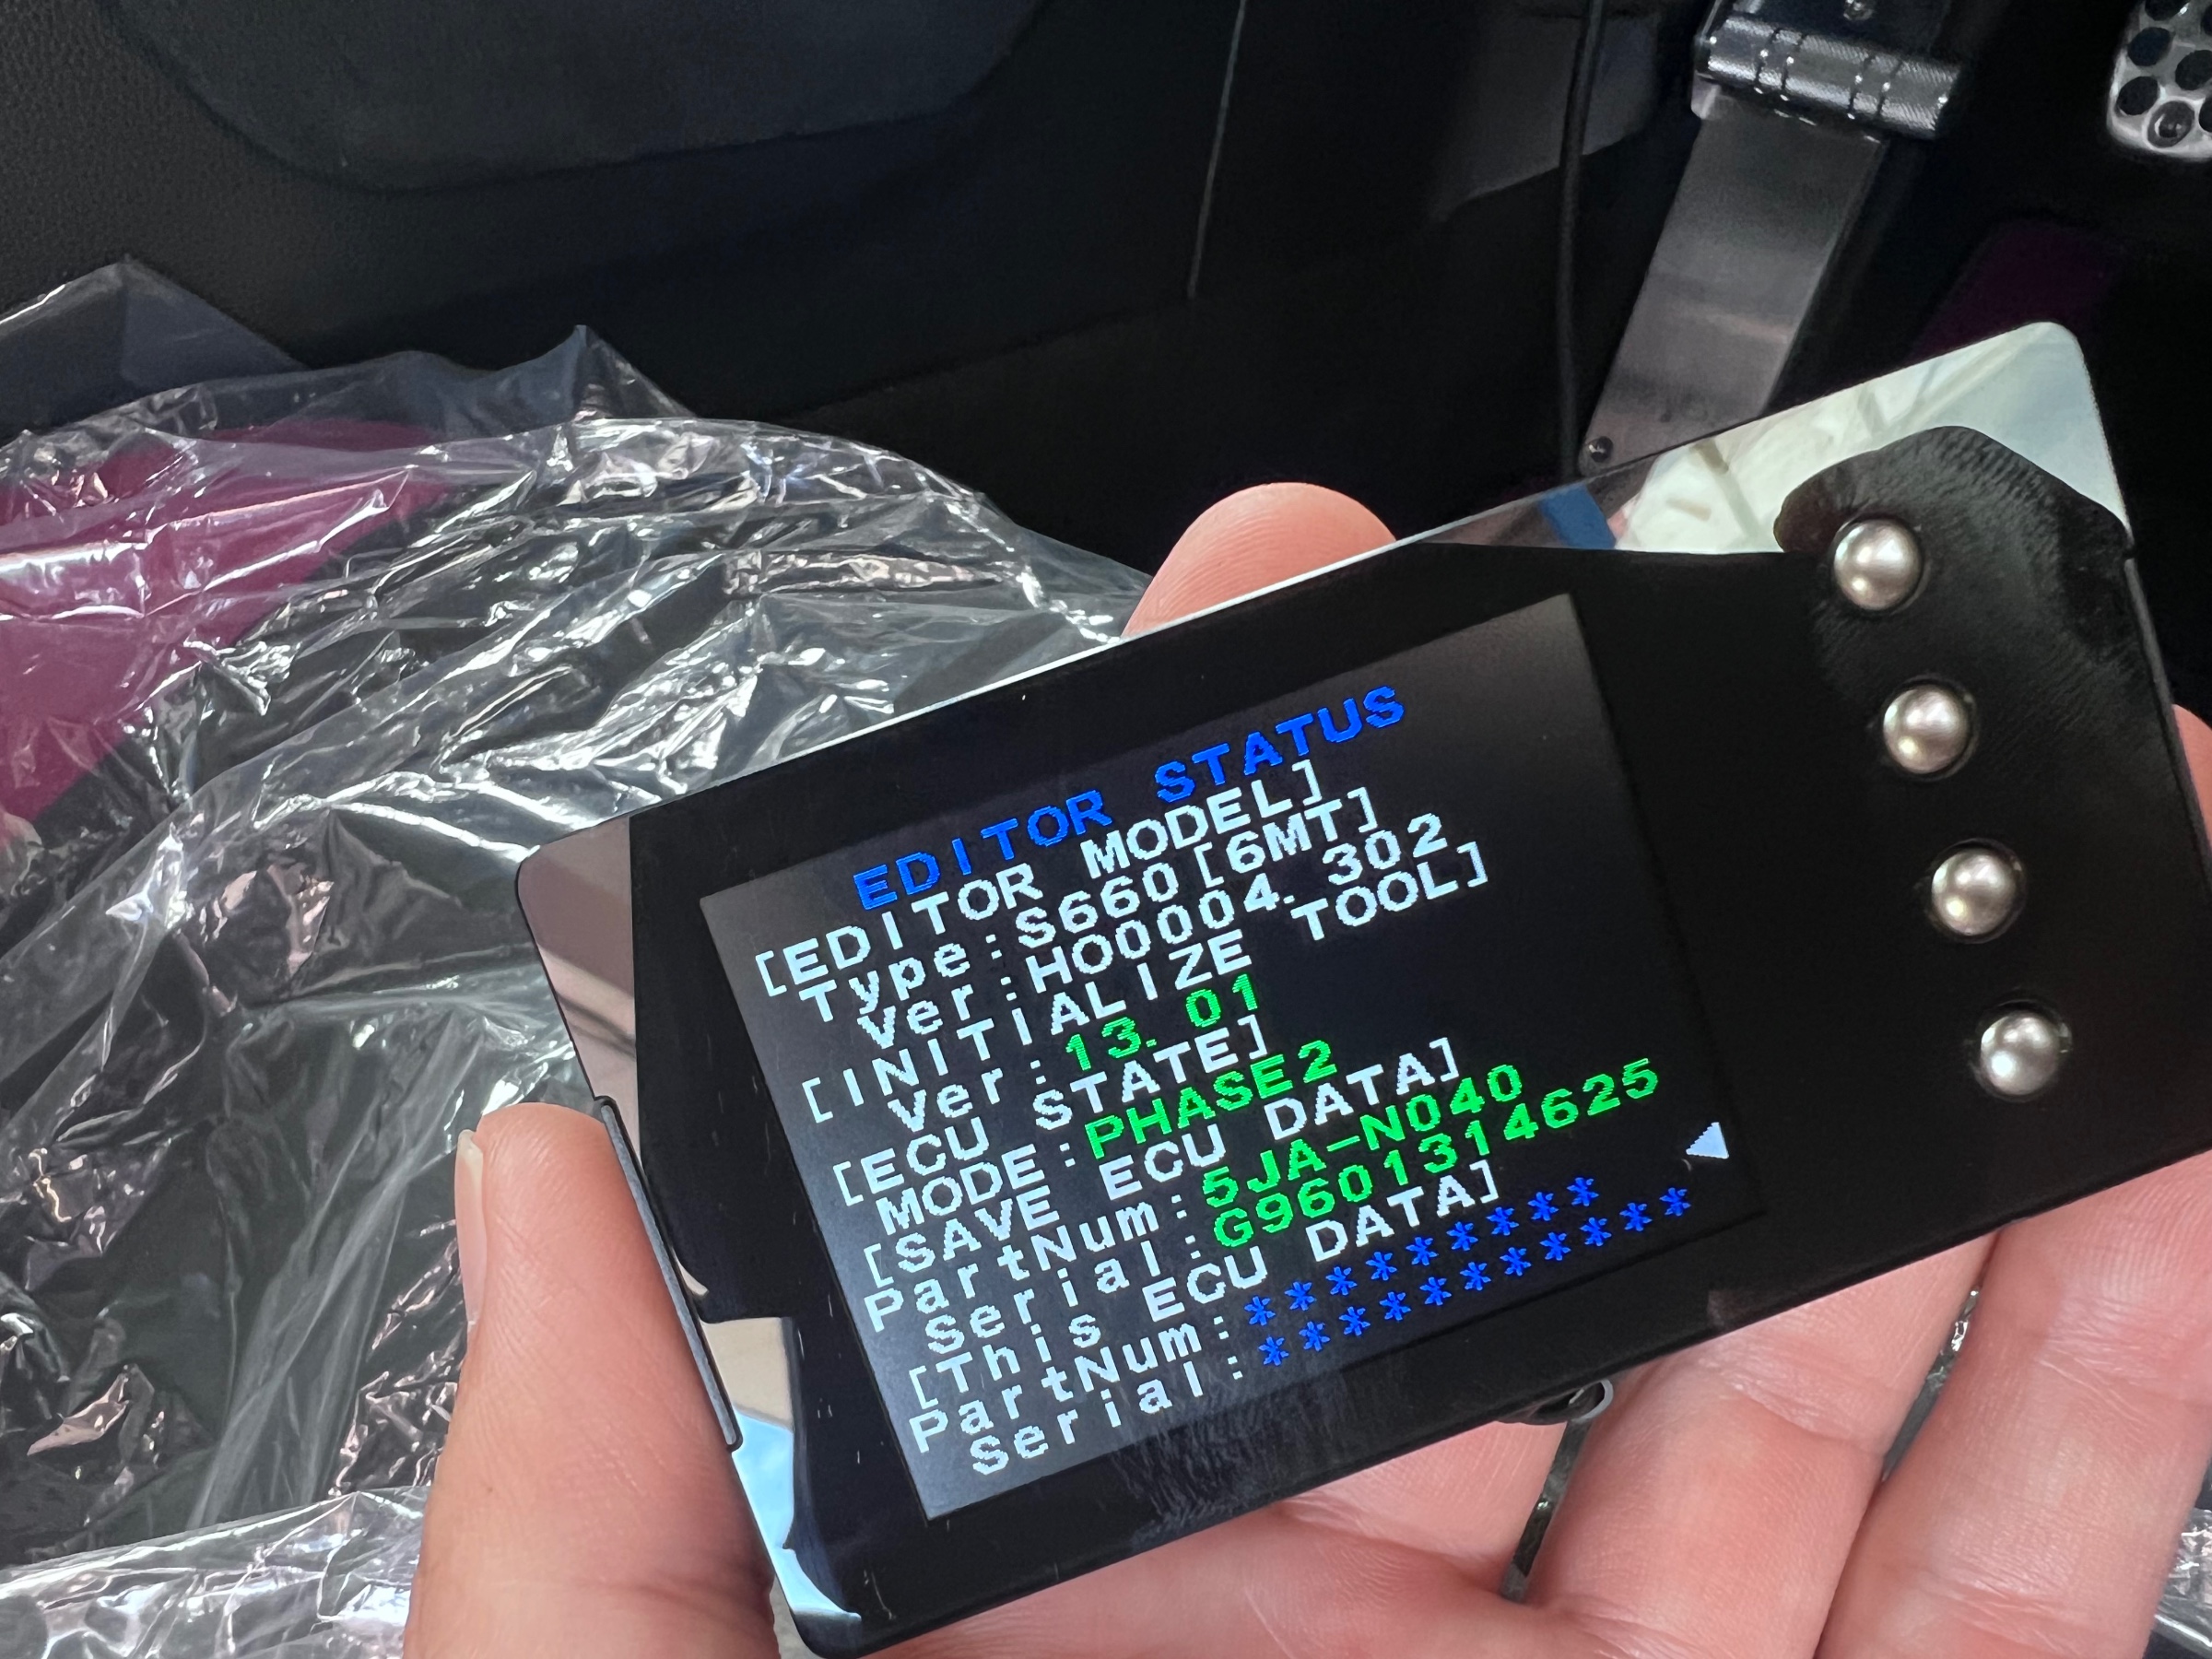 EDITOR STATUS
[EDITOR MODEL]
Type:S660[6MT]
Ver:HO0004.302
[INITIALIZE TOOL]
Ver:13.01
[ECU STATE]
MODE:PHASE2
[SAVE ECU DATA]
PartNum:5JA-N040
Serial:G9601314625
[This ECU DATA]
PartNum:********
Serial:***********